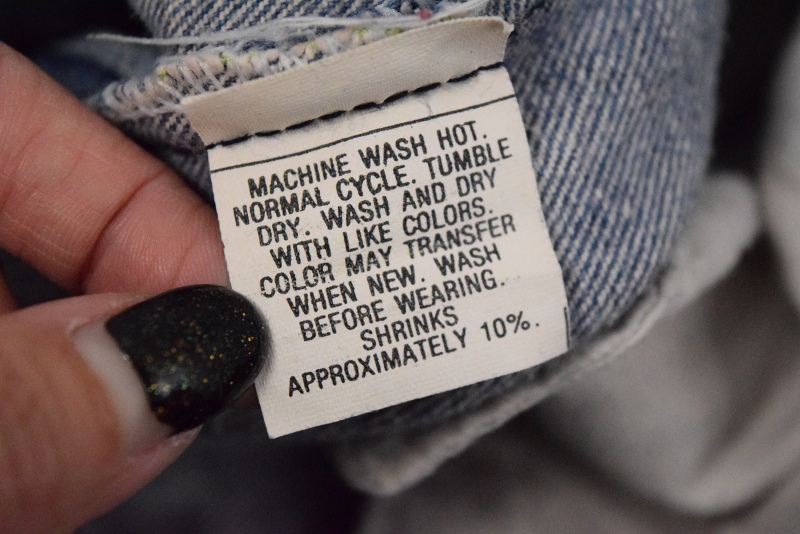 MACHINE WASH HOT.
NORMAL CYCLE. TUMBLE
DRY. WASH AND DRY
WITH LIKE COLORS.
COLOR MAY TRANSFER
WHEN NEW. WASH
BEFORE WEARING.
SHRINKS
APPROXIMATELY 10%.